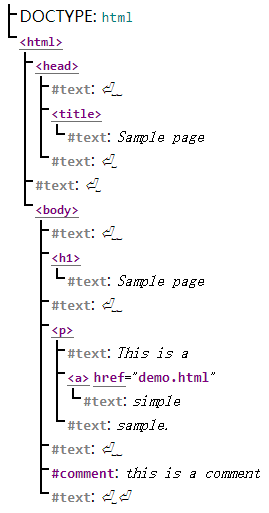 DOCTYPE: html
<html>
<head>
#text: ⏎␣␣
<title>
#text: Sample page
#text: ⏎␣
#text: ⏎␣
<body>
#text: ⏎␣␣
<h1>
#text: Sample page
#text: ⏎␣␣
<p>
#text: This is a
<a> href="demo.html"
#text: simple
#text: sample.
#text: ⏎␣␣
#comment: this is a comment
#text: ⏎␣⏎